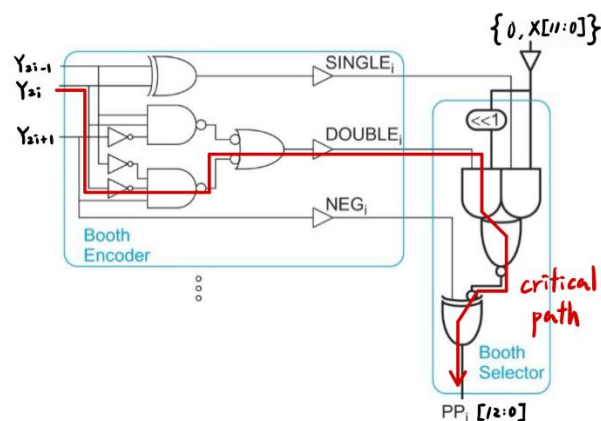 {0, X[11:0]}
Y2i-1
Y2i
Y2i+1
SINGLEi
<<1
DOUBLEi
NEGi
Booth
Encoder
critical
path
Booth
Selector
PPi [12:0]